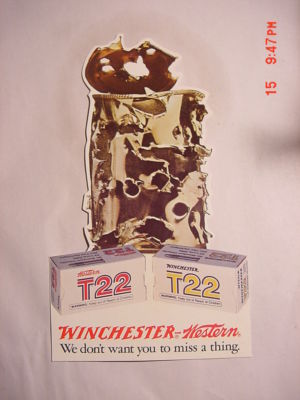 15 9:47PM
Western
T22
WINCHESTER
T22
WINCHESTER-Western®
We don't want you to miss a thing.